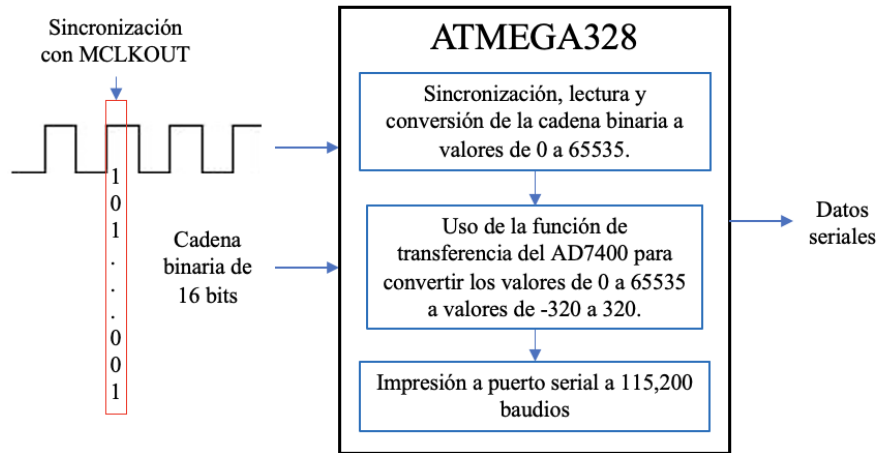 Sincronización
con MCLKOUT
1
0
1
.
.
.
0
0
1
Cadena
binaria de
16 bits
ATMEGA328
Sincronización, lectura y
conversión de la cadena binaria a
valores de 0 a 65535.
Uso de la función de
transferencia del AD7400 para
convertir los valores de 0 a 65535
a valores de -320 a 320.
Impresión a puerto serial a 115,200
baudios
Datos
seriales